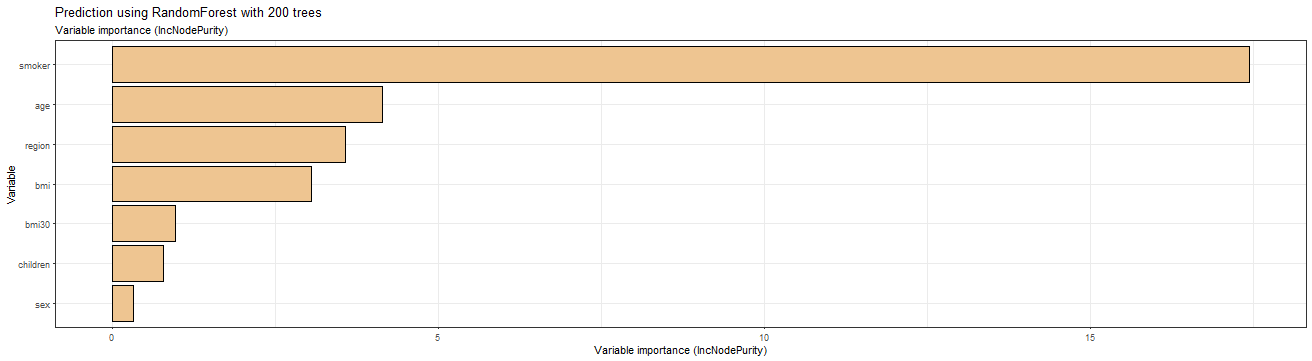 Prediction using RandomForest with 200 trees
Variable importance (IncNodePurity)
smoker
age
region
bmi
bmi30
children
sex
Variable
0 5 10 15
Variable importance (IncNodePurity)